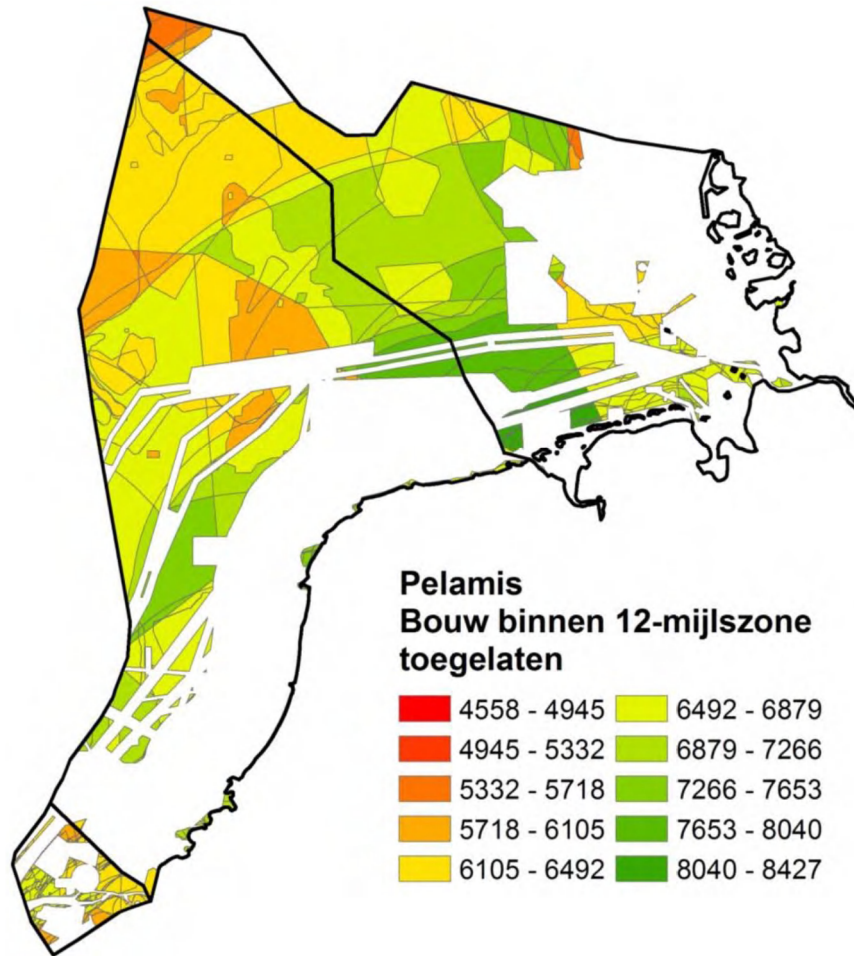 Pelamis
Bouw binnen 12-mijlszone
toegelaten
4558 - 4945
4945 - 5332
5332 - 5718
5718 - 6105
6105 - 6492
6492 - 6879
6879 - 7266
7266 - 7653
7653 - 8040
8040 - 8427